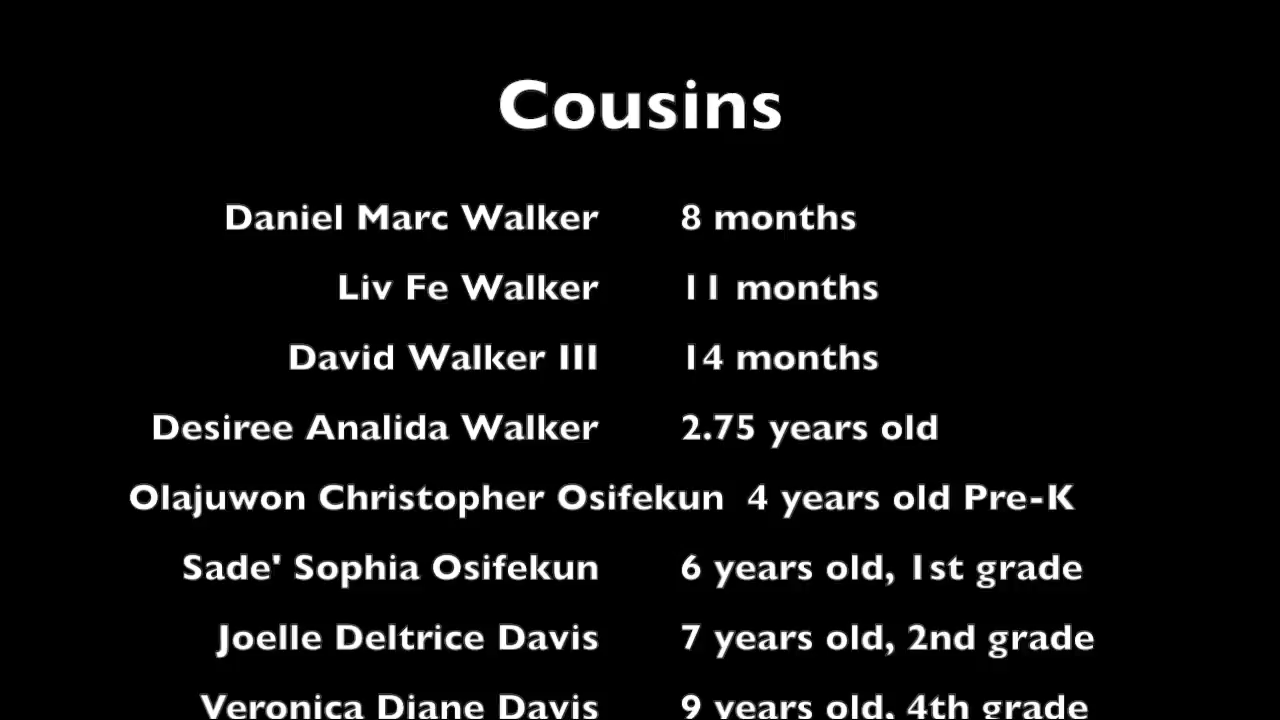 Cousins
Daniel Marc Walker 8 months
Liv Fe Walker 11 months
David Walker III 14 months
Desiree Analida Walker 2.75 years old
Olajuwon Christopher Osifekun 4 years old Pre-K
Sade' Sophia Osifekun 6 years old, 1st grade
Joelle Deltrice Davis 7 years old, 2nd grade
Veronica Diane Davis 9 years old, 4th grade